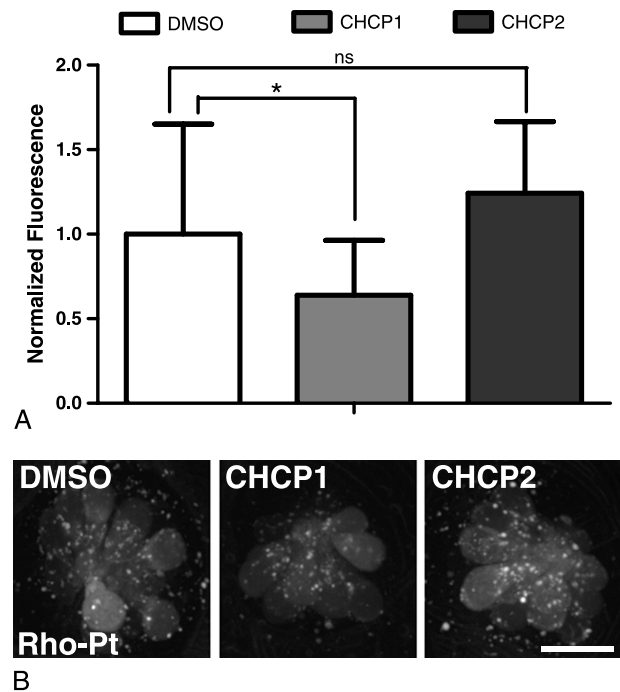 DMSO CHCP1 CHCP2
ns
*
2.0
1.5
1.0
0.5
0.0
Normalized Fluorescence
A
DMSO CHCP1 CHCP2
Rho-Pt
B